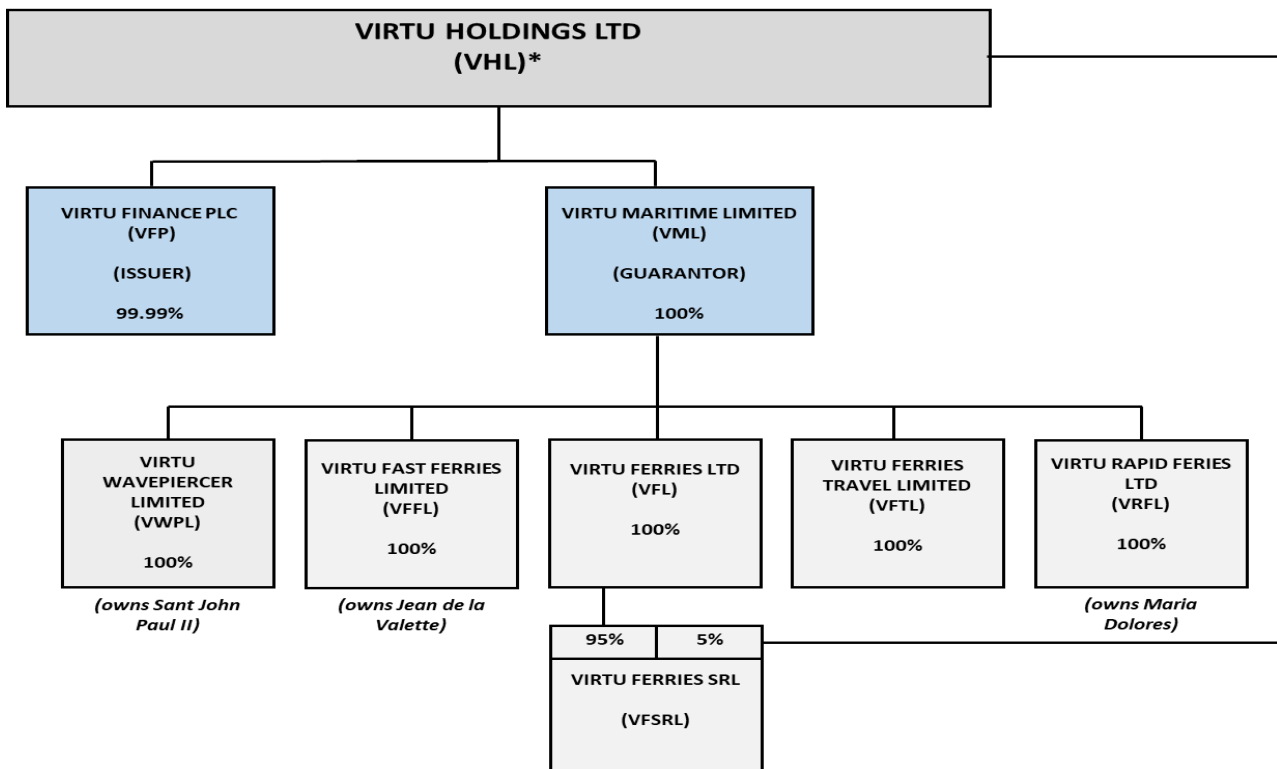 VIRTU HOLDINGS LTD
(VHL)*
VIRTU FINANCE PLC
(VFP)
(ISSUER)
99.99%
VIRTU MARITIME LIMITED
(VML)
(GUARANTOR)
100%
VIRTU
WAVEPIERCER
LIMITED
(VWPL)
100%
(owns Sant John
Paul II)
VIRTU FAST FERRIES
LIMITED
(VFFL)
100%
(owns Jean de la
Valette)
VIRTU FERRIES LTD
(VFL)
100%
VIRTU FERRIES
TRAVEL LIMITED
(VFTL)
100%
VIRTU RAPID FERIES
LTD
(VRFL)
100%
(owns Maria
Dolores)
95%
5%
VIRTU FERRIES SRL
(VFSRL)